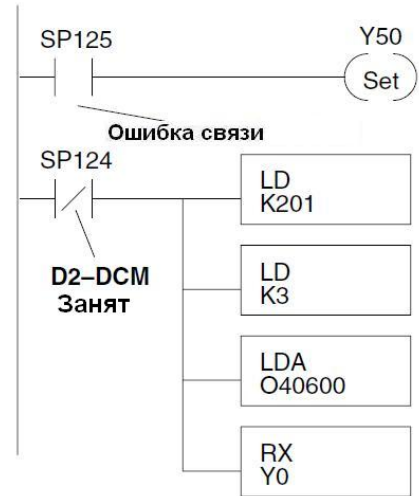 SP125
Y50
Set
Ошибка связи
SP124
LD
K201
D2–DCM
Занят
LD
K3
LDA
O40600
RX
Y0